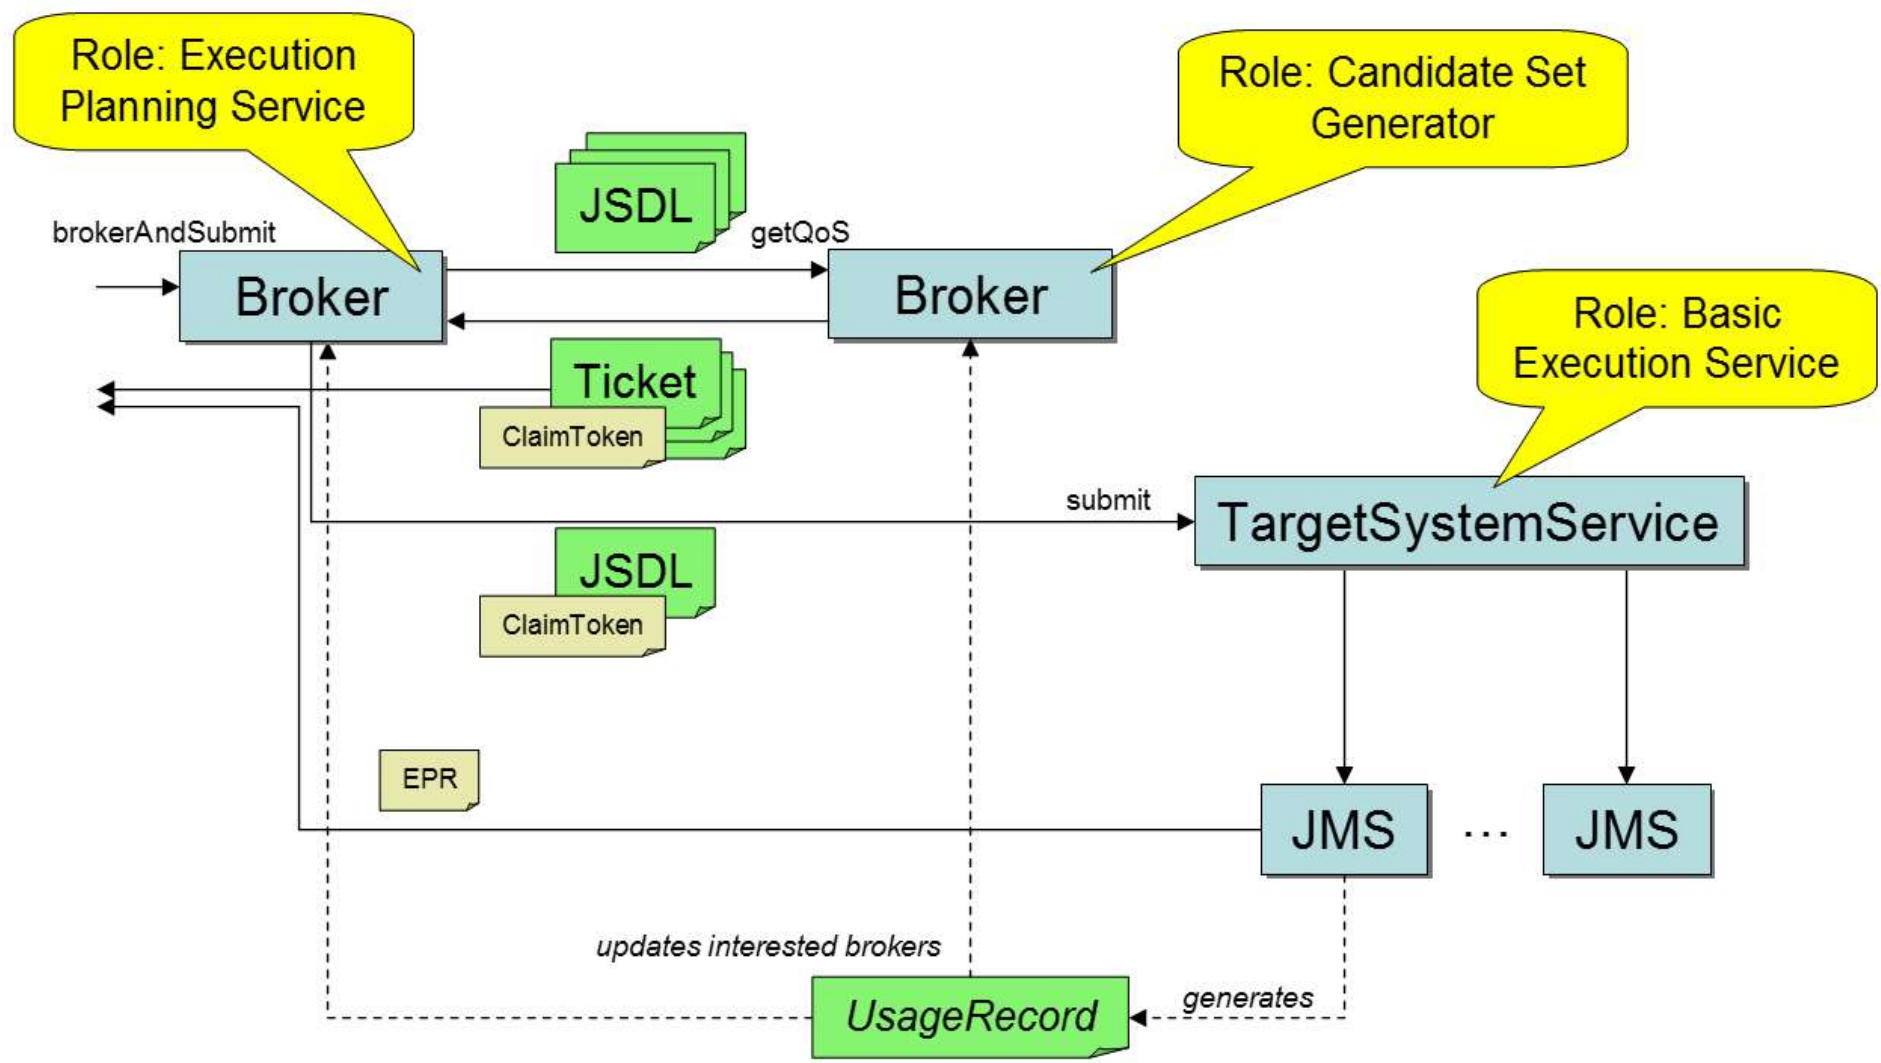 Role: Execution
Planning Service
Role: Candidate Set
Generator
JSDL
brokerAndSubmit
getQoS
Broker
Broker
Role: Basic
Execution Service
Ticket
ClaimToken
submit
TargetSystemService
JSDL
ClaimToken
EPR
JMS
...
JMS
updates interested brokers
generates
UsageRecord